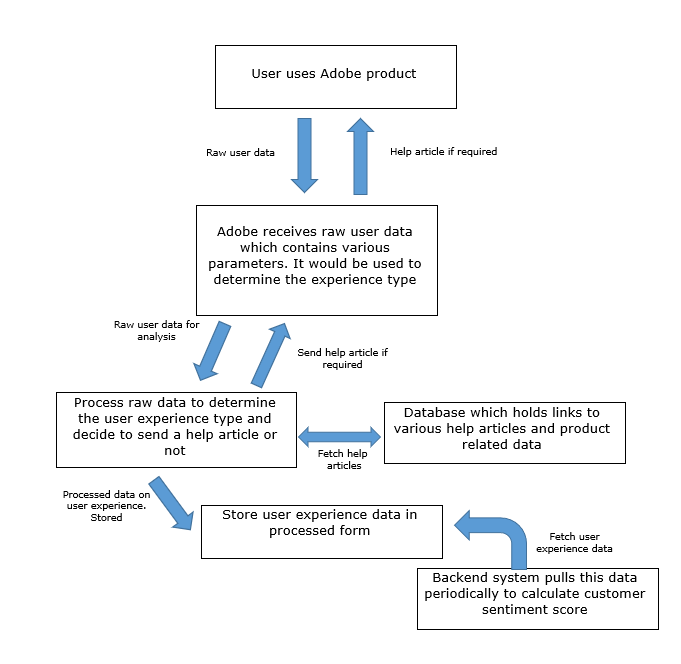 User uses Adobe product
Raw user data
Help article if required
Adobe receives raw user data
which contains various
parameters. It would be used to
determine the experience type
Raw user data for
analysis
Send help article if
required
Process raw data to determine
the user experience type and
decide to send a help article or
not
Database which holds links to
various help articles and product
related data
Fetch help
articles
Processed data on
user experience.
Stored
Store user experience data in
processed form
Fetch user
experience data
Backend system pulls this data
periodically to calculate customer
sentiment score